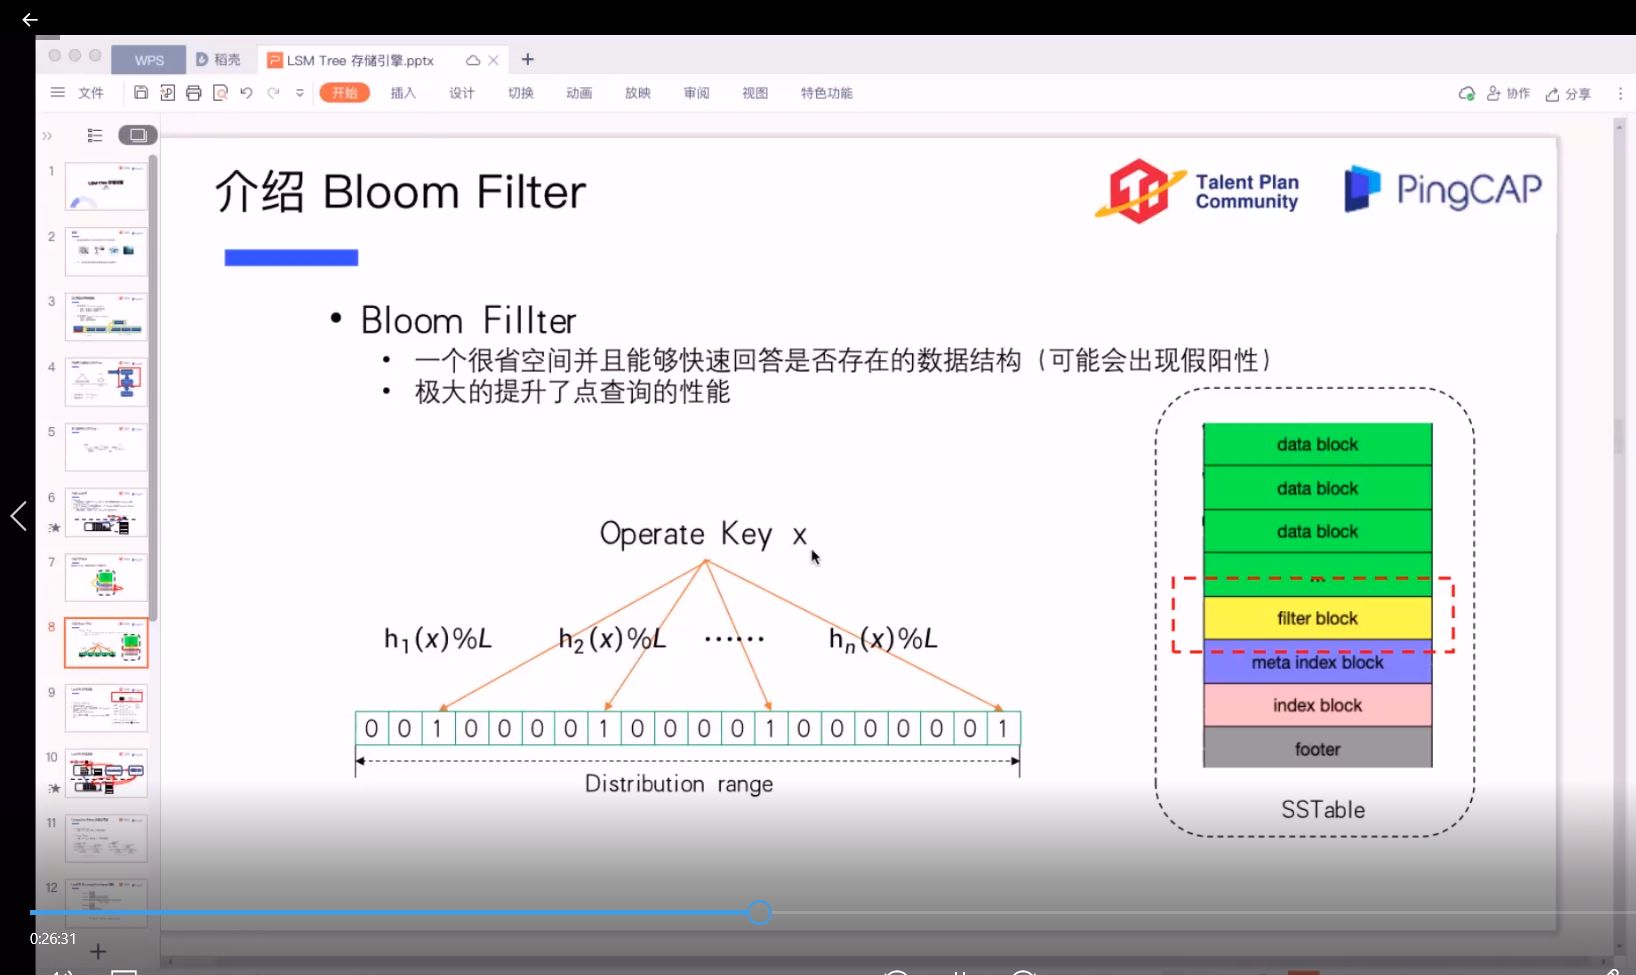 WPS
稻壳
LSM Tree 存储引擎.pptx
文件
开始
插入
设计
切换
动画
放映
审阅
视图
特色功能
协作
分享
1
2
3
4
5
6
7
8
9
10
11
12
介绍 Bloom Filter
Talent Plan
Community
PingCAP
• Bloom Fillter
• 一个很省空间并且能够快速回答是否存在的数据结构（可能会出现假阳性）
• 极大的提升了点查询的性能
Operate Key x
h₁(x)%L h₂(x)%L ······ hₙ(x)%L
0 0 1 0 0 0 0 1 0 0 0 0 1 0 0 0 0 0 0 1
Distribution range
data block
data block
data block
...
filter block
meta index block
index block
footer
SSTable
0:26:31